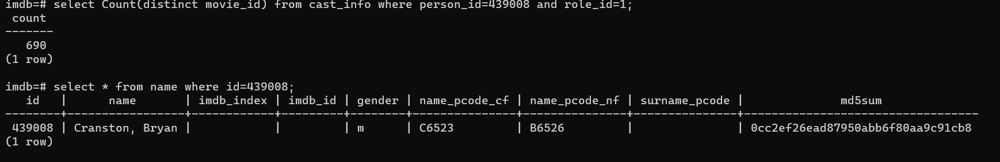 imdb=# select Count(distinct movie_id) from cast_info where person_id=439008 and role_id=1;
 count
-------
   690
(1 row)

imdb=# select * from name where id=439008;
   id   |      name       | imdb_index | imdb_id | gender | name_pcode_cf | name_pcode_nf | surname_pcode |              md5sum
--------+-----------------+------------+---------+--------+---------------+---------------+---------------+----------------------------------
 439008 | Cranston, Bryan |            |         | m      | C6523         | B6526         |               | 0cc2ef26ead87950abb6f80aa9c91cb8
(1 row)